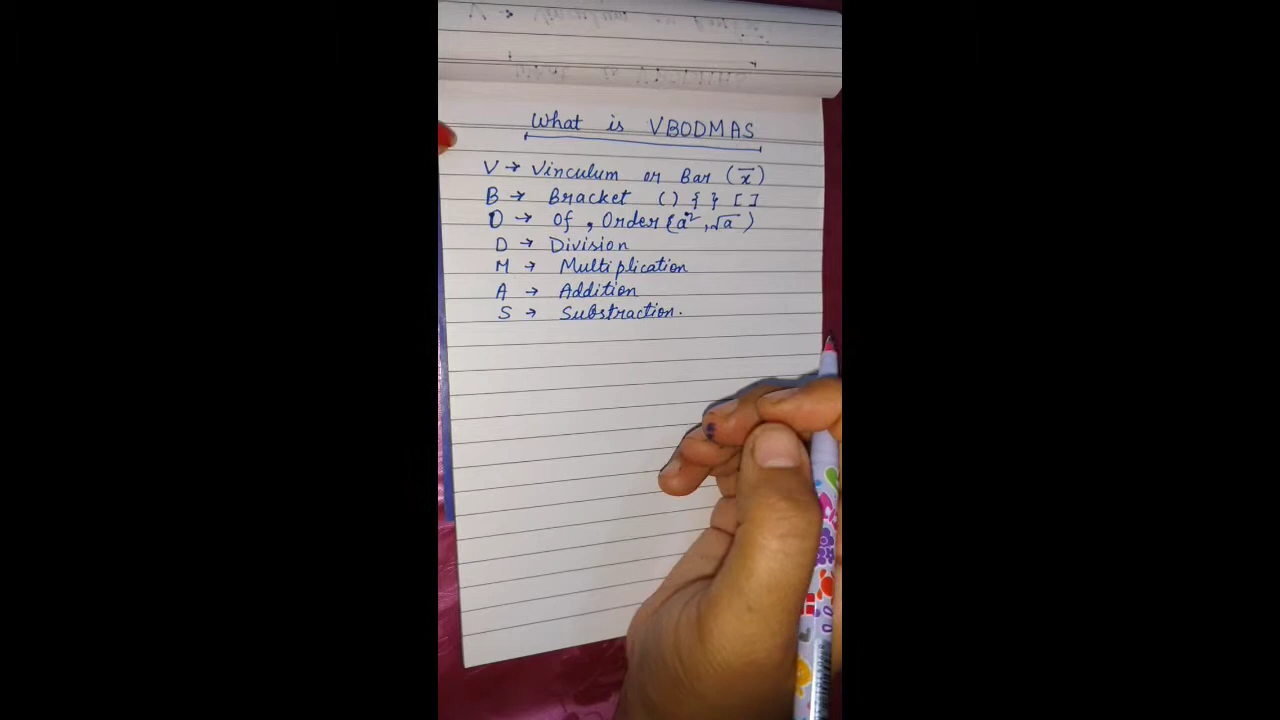 What is VBODMAS
V → Vinculum or Bar (x̅)
B → Bracket () { } [ ]
O → Of , Order {a², √a )
D → Division
M → Multiplication
A → Addition
S → Substraction.